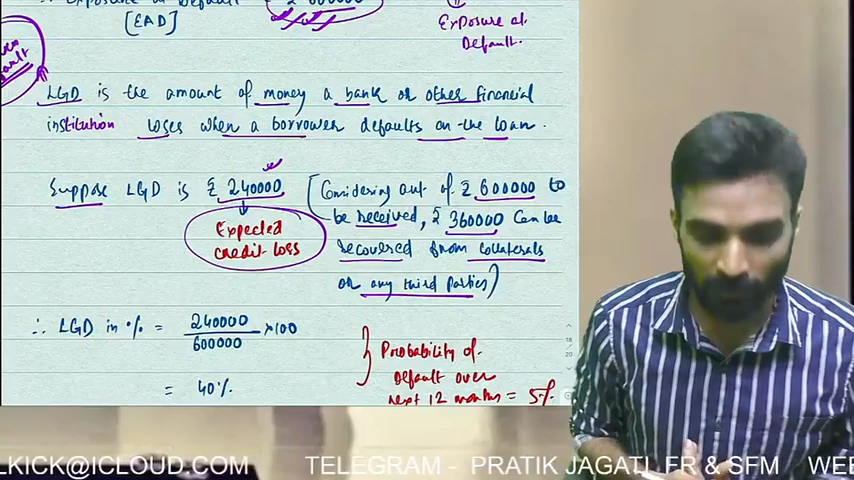 [EAD]
Exposure at
Default.
LGD is the amount of money a bank or other financial
institution loses when a borrower defaults on the loan.
Suppose LGD is ₹ 240000 (Considering out of ₹ 600000 to
be received, ₹ 360000 can be
recovered from collaterals
or any third parties)
Expected
credit loss
∴ LGD in % = 240000 ×100
600000
= 40%
Probability of
Default over
next 12 months = 5%
LKICK@ICLOUD.COM TELEGRAM - PRATIK JAGATI FR & SFM WE